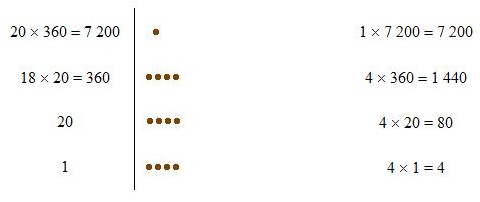 20 × 360 = 7 200 1 × 7 200 = 7 200
18 × 20 = 360 4 × 360 = 1 440
20 4 × 20 = 80
1 4 × 1 = 4